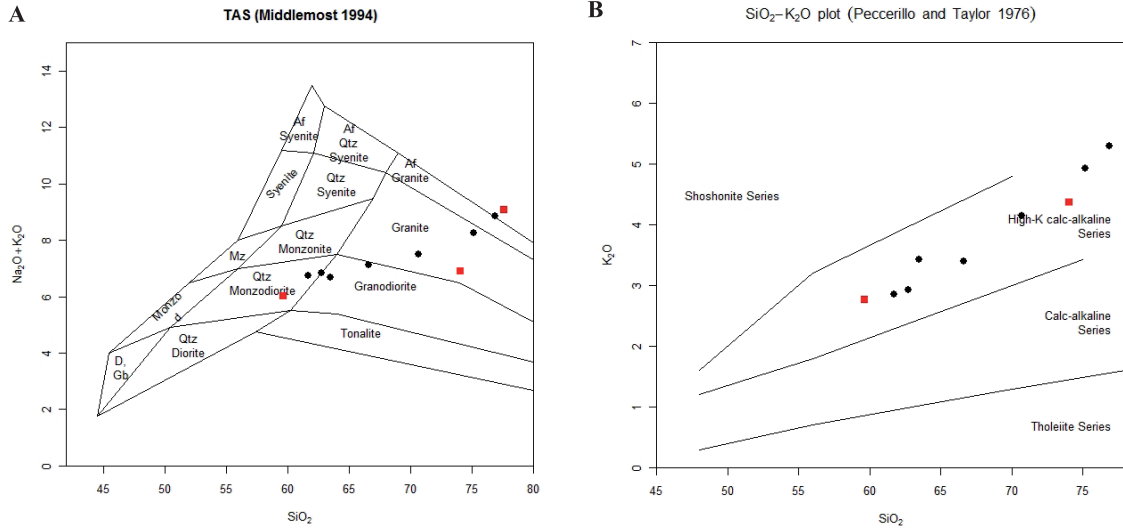 A
TAS (Middlemost 1994)
Na₂O+K₂O
14
12
10
8
6
4
2
0
Af
Syenite
Af
Qtz
Syenite
Af
Granite
Syenite
Qtz
Syenite
Granite
Mz
Qtz
Monzonite
Monzo
d
Qtz
Monzodiorite
Granodiorite
D,
Gb
Qtz
Diorite
Tonalite
45 50 55 60 65 70 75 80
SiO₂
B
SiO₂−K₂O plot (Peccerillo and Taylor 1976)
K₂O
7
6
5
4
3
2
1
0
Shoshonite Series
High-K calc-alkaline
Series
Calc-alkaline
Series
Tholeiite Series
45 50 55 60 65 70 75
SiO₂